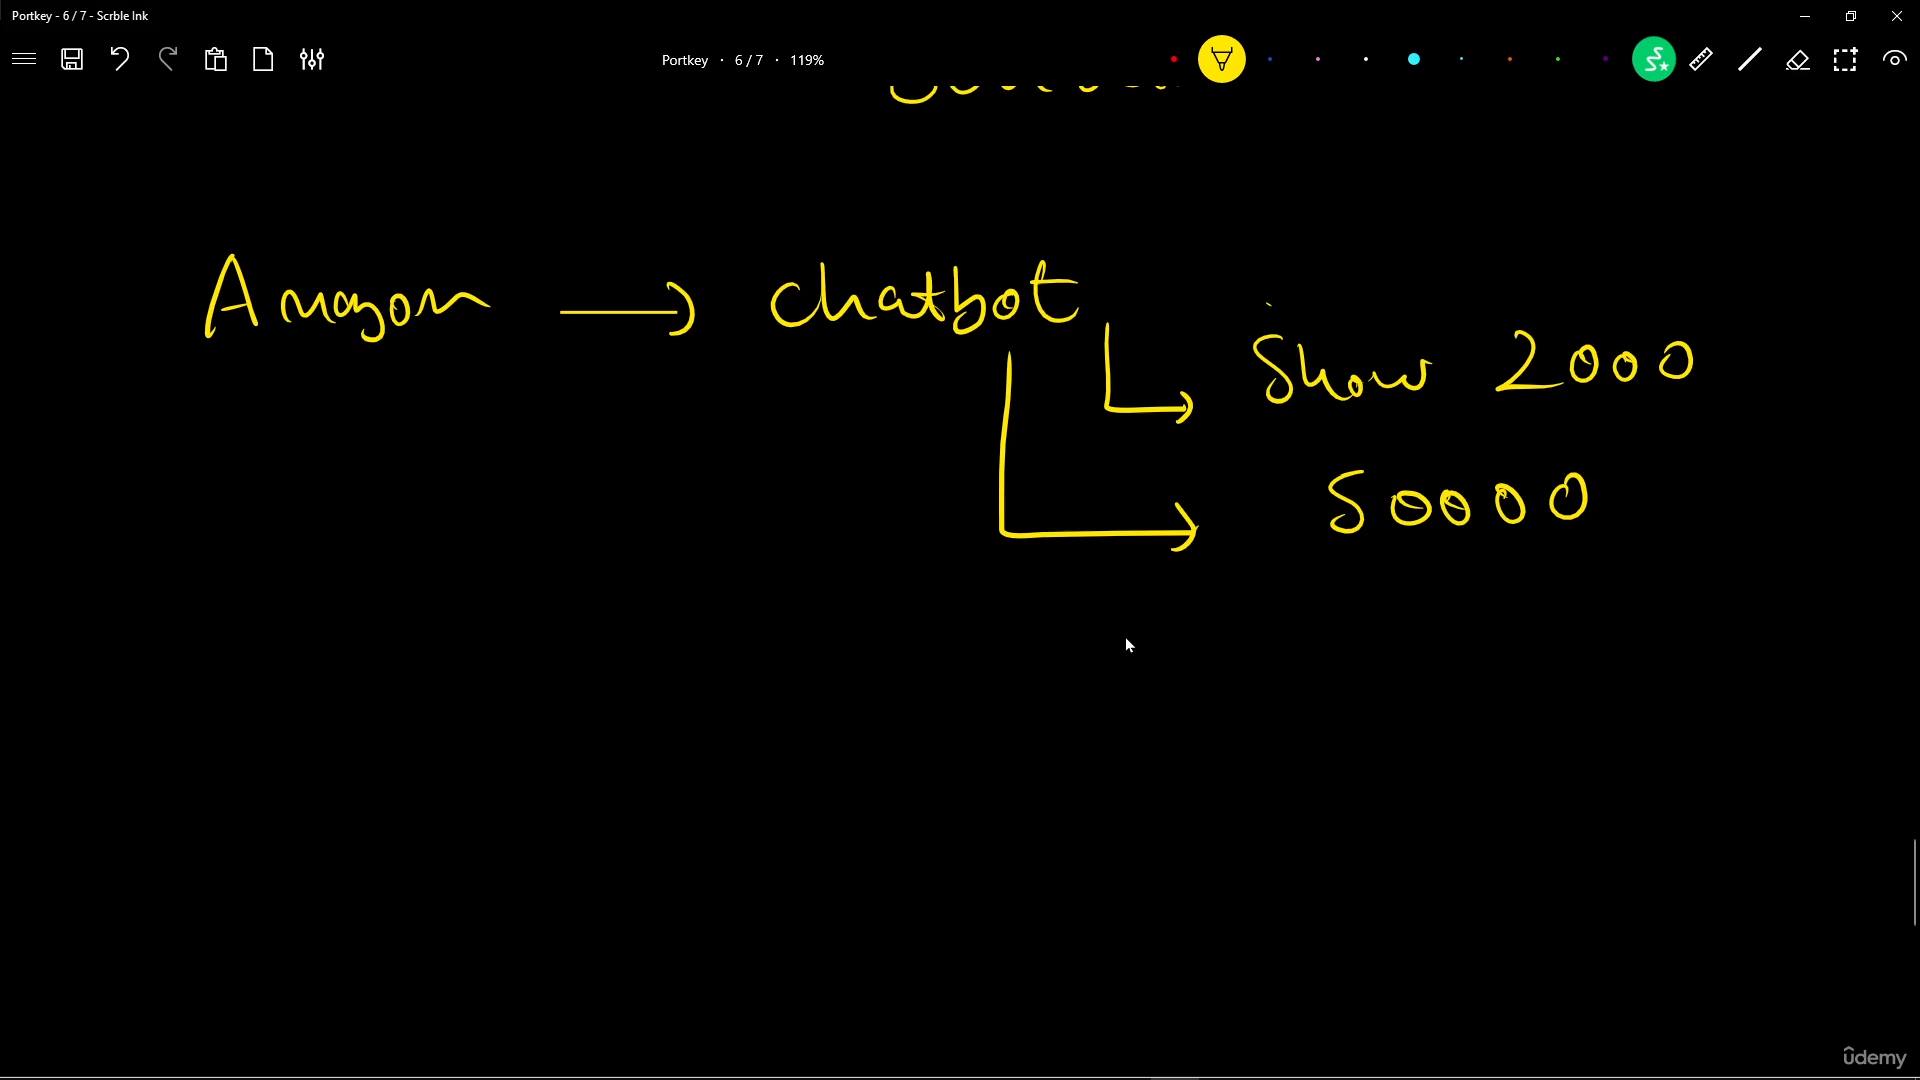 Portkey - 6 / 7 - Scrble Ink
Portkey · 6 / 7 · 119%
Amazon → chatbot
Show 2000
50000
udemy